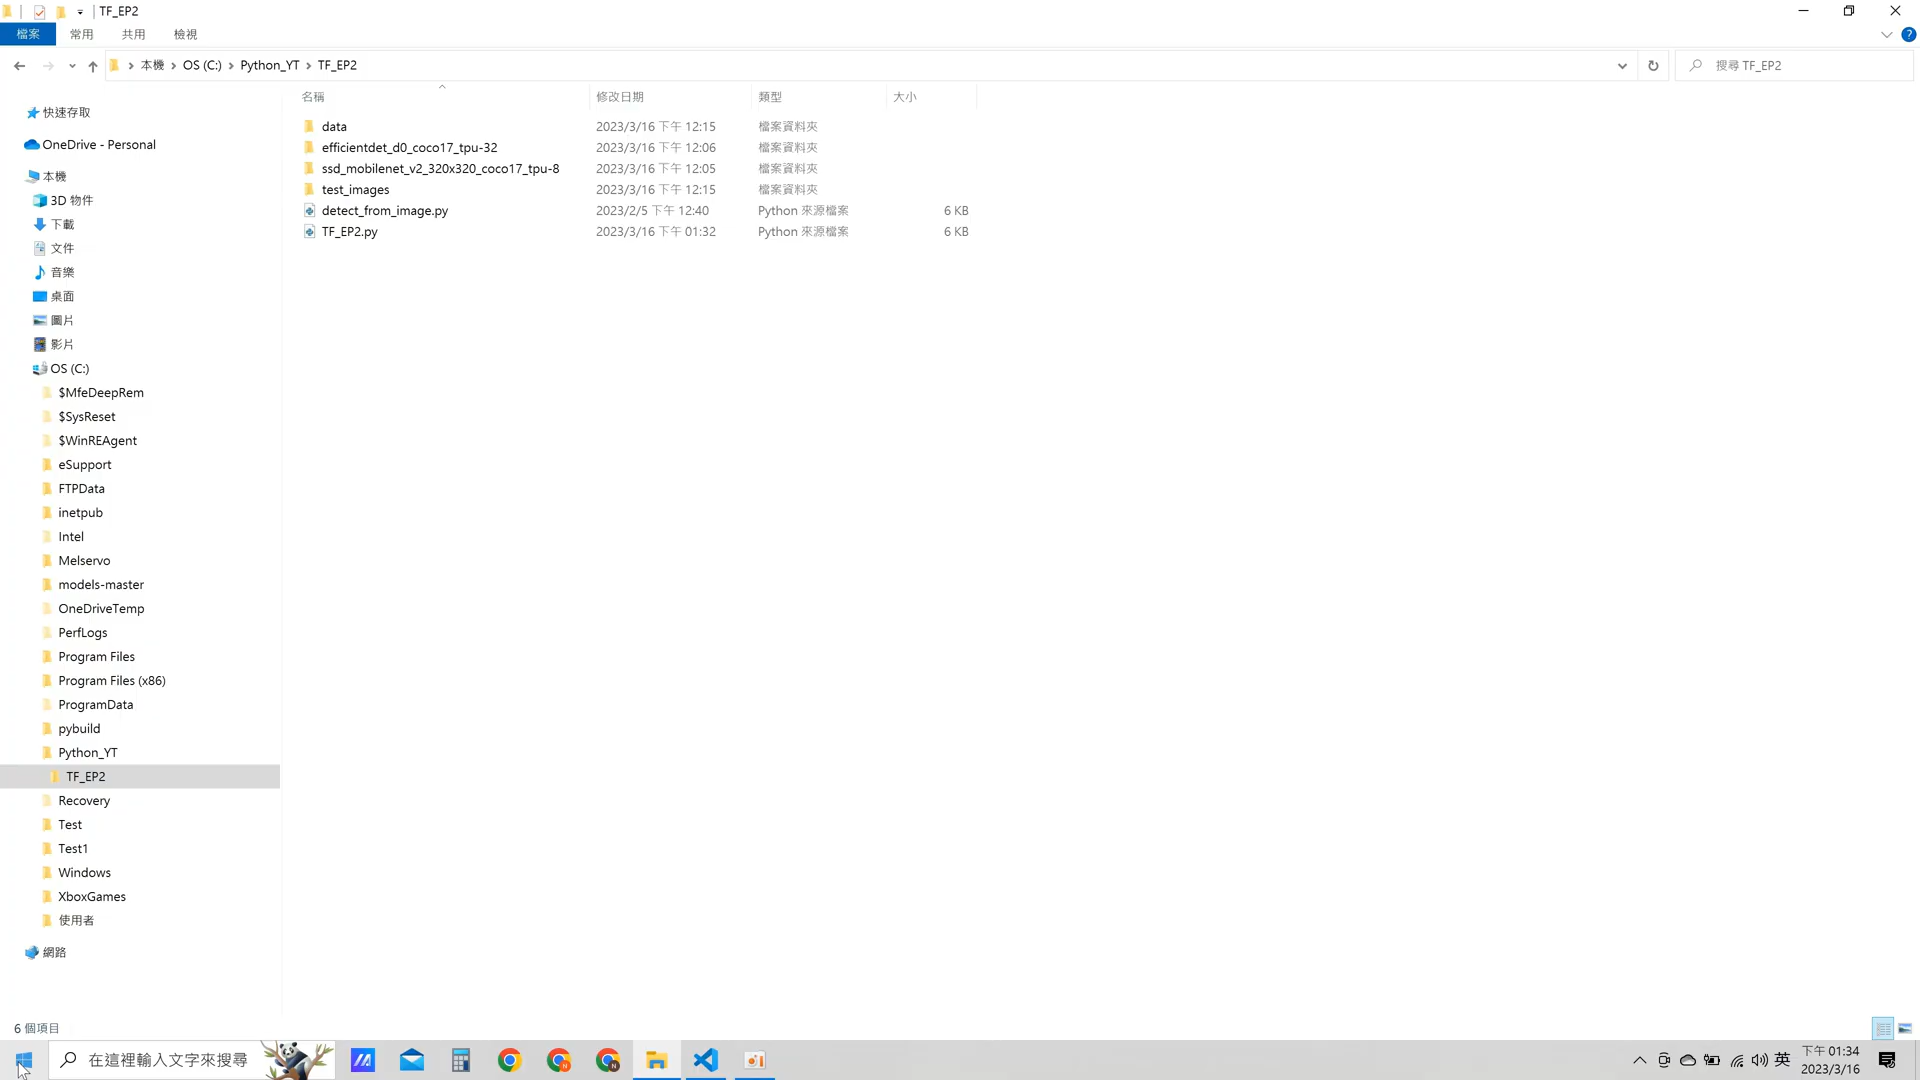 TF_EP2
檔案 常用 共用 檢視
本機 OS (C:) Python_YT TF_EP2
搜尋 TF_EP2
名稱 修改日期 類型 大小
data 2023/3/16 下午 12:15 檔案資料夾
efficientdet_d0_coco17_tpu-32 2023/3/16 下午 12:06 檔案資料夾
ssd_mobilenet_v2_320x320_coco17_tpu-8 2023/3/16 下午 12:05 檔案資料夾
test_images 2023/3/16 下午 12:15 檔案資料夾
detect_from_image.py 2023/2/5 下午 12:40 Python 來源檔案 6 KB
TF_EP2.py 2023/3/16 下午 01:32 Python 來源檔案 6 KB
快速存取
OneDrive - Personal
本機
3D 物件
下載
文件
音樂
桌面
圖片
影片
OS (C:)
$MfeDeepRem
$SysReset
$WinREAgent
eSupport
FTPData
inetpub
Intel
Melservo
models-master
OneDriveTemp
PerfLogs
Program Files
Program Files (x86)
ProgramData
pybuild
Python_YT
TF_EP2
Recovery
Test
Test1
Windows
XboxGames
使用者
網路
6 個項目
在這裡輸入文字來搜尋
英
下午 01:34
2023/3/16